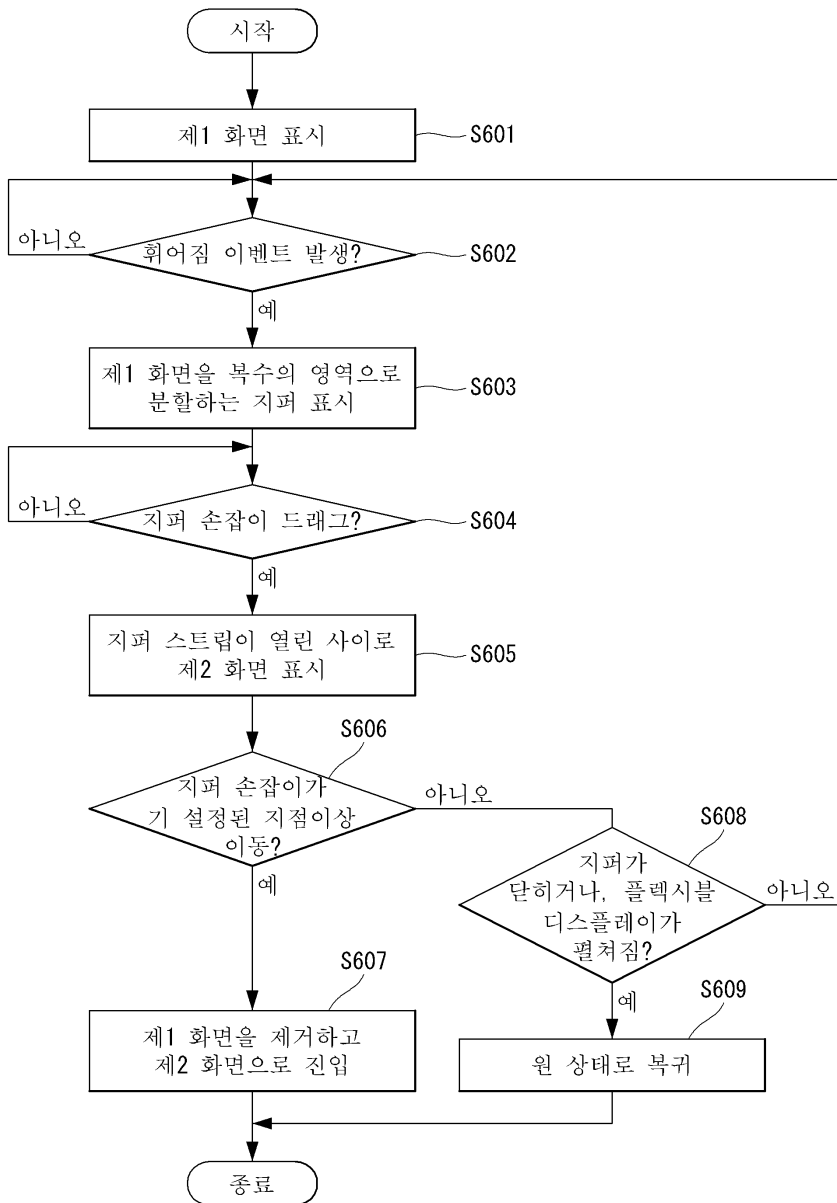 시작
제1 화면 표시
S601
아니오
휘어짐 이벤트 발생?
S602
예
제1 화면을 복수의 영역으로
분할하는 지퍼 표시
S603
아니오
지퍼 손잡이 드래그?
S604
예
지퍼 스트립이 열린 사이로
제2 화면 표시
S605
S606
지퍼 손잡이가
기 설정된 지점이상
이동?
아니오
예
S608
지퍼가
닫히거나, 플렉시블
디스플레이가
펼쳐짐?
아니오
예
S607
제1 화면을 제거하고
제2 화면으로 진입
S609
원 상태로 복귀
종료